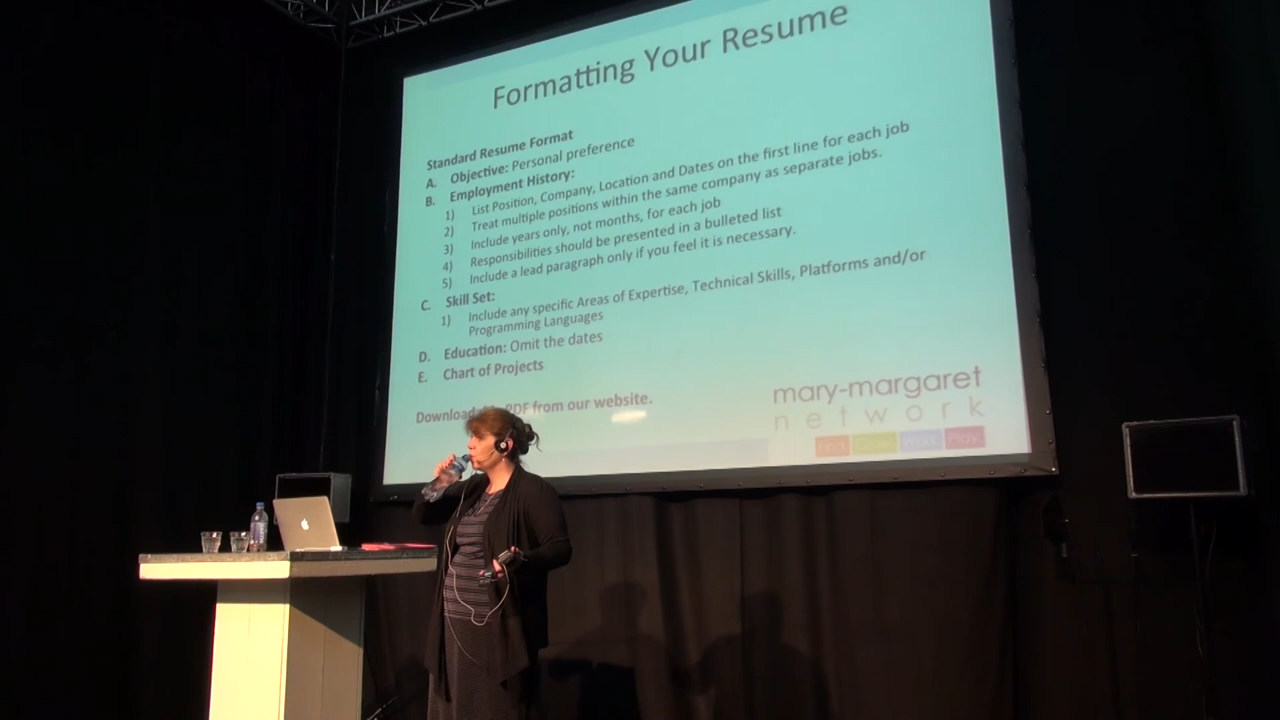 Formatting Your Resume
Standard Resume Format
A. Objective: Personal preference
B. Employment History:
1) List Position, Company, Location and Dates on the first line for each job
2) Treat multiple positions within the same company as separate jobs.
3) Include years only, not months, for each job
4) Responsibilities should be presented in a bulleted list
5) Include a lead paragraph only if you feel it is necessary.
C. Skill Set:
1) Include any specific Areas of Expertise, Technical Skills, Platforms and/or
Programming Languages
D. Education: Omit the dates
E. Chart of Projects
Download PDF from our website.
mary-margaret
network
Find Work Play